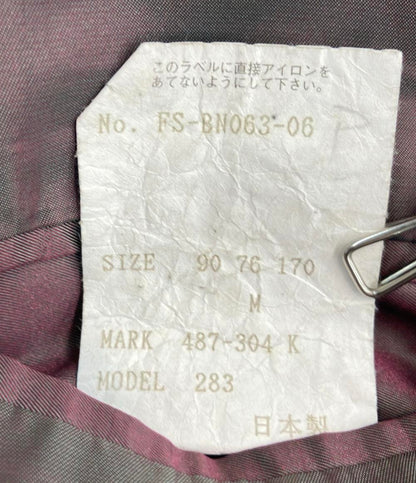 このラベルに直接アイロンを
あてないようにして下さい。
No. FS-BN063-06
SIZE 90 76 170
M
MARK 487-304 K
MODEL 283
日本製